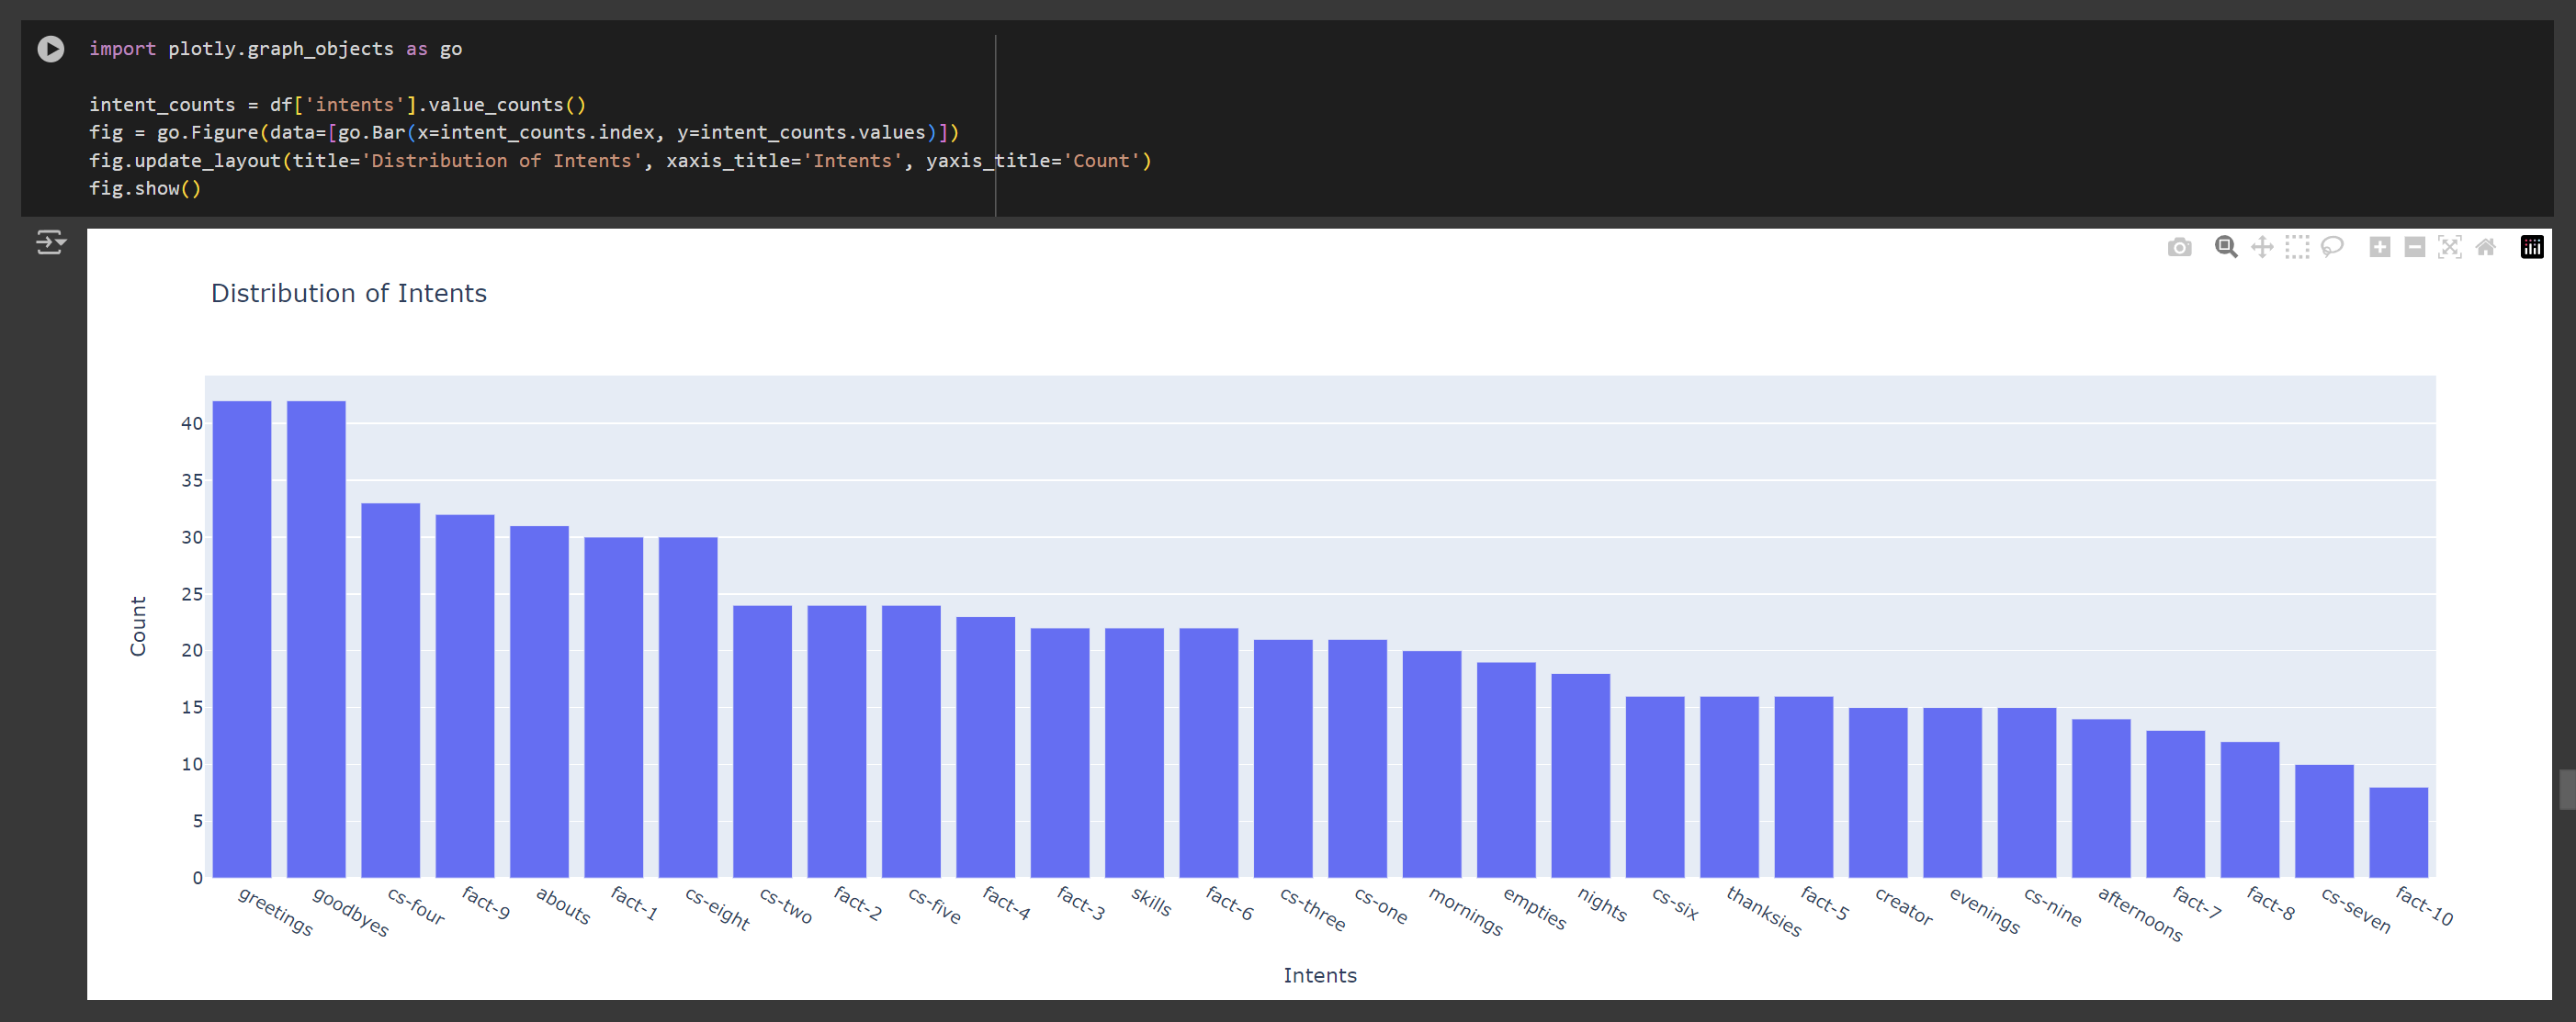 import plotly.graph_objects as go
intent_counts = df['intents'].value_counts()
fig = go.Figure(data=[go.Bar(x=intent_counts.index, y=intent_counts.values)])
fig.update_layout(title='Distribution of Intents', xaxis_title='Intents', yaxis_title='Count')
fig.show()
Distribution of Intents
Count
40
35
30
25
20
15
10
5
0
greetings
goodbyes
cs-four
fact-9
abouts
fact-1
cs-eight
cs-two
fact-2
cs-five
fact-4
fact-3
skills
fact-6
cs-three
cs-one
mornings
empties
nights
cs-six
thanksies
fact-5
creator
evenings
cs-nine
afternoons
fact-7
fact-8
cs-seven
fact-10
Intents